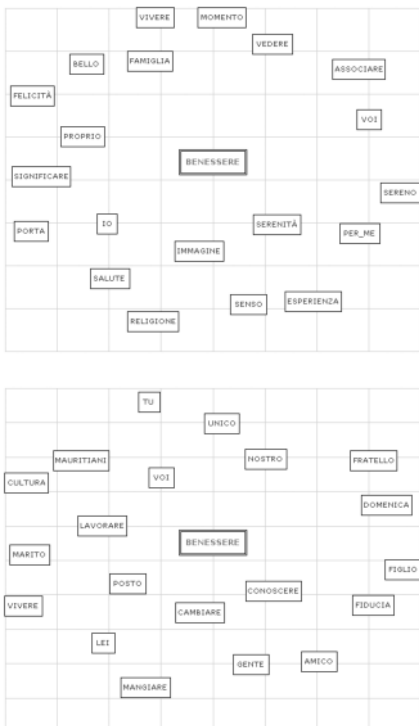 VIVERE MOMENTO
VEDERE
BELLO FAMIGLIA
ASSOCIARE
FELICITÀ
VOI
PROPRIO
BENESSERE
SIGNIFICARE
SERENO
IO SERENITÀ
PORTA PER_ME
IMMAGINE
SALUTE
SENSO ESPERIENZA
RELIGIONE
TU
UNICO
MAURITIANI NOSTRO FRATELLO
VOI
CULTURA
DOMENICA
LAVORARE
BENESSERE
MARITO
FIGLIO
POSTO CONOSCERE
VIVERE FIDUCIA
CAMBIARE
LEI
GENTE AMICO
MANGIARE